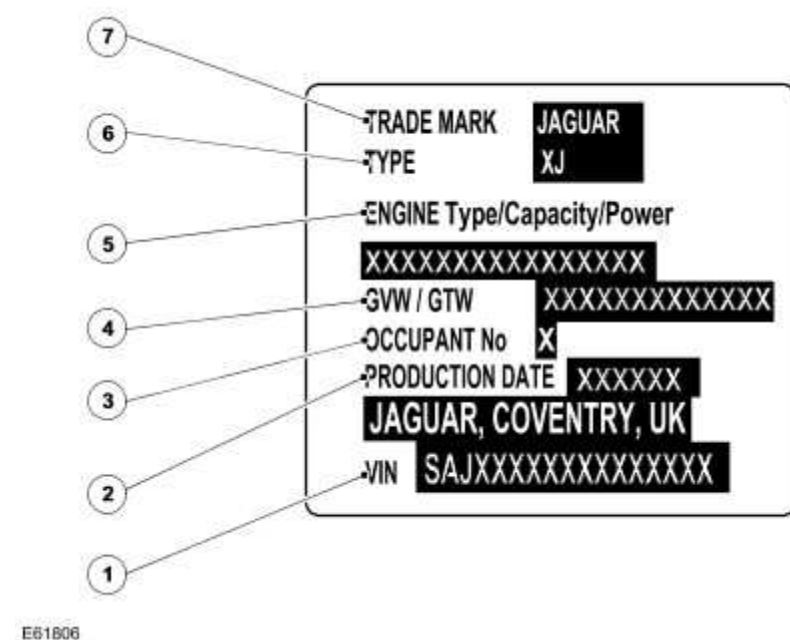 7
TRADE MARK JAGUAR
6
TYPE XJ
ENGINE Type/Capacity/Power
5
XXXXXXXXXXXXXXXX
GVW / GTW XXXXXXXXXXXXX
4
OCCUPANT No X
PRODUCTION DATE XXXXXX
3
JAGUAR, COVENTRY, UK
VIN SAJXXXXXXXXXXXXXX
2
1
E61806